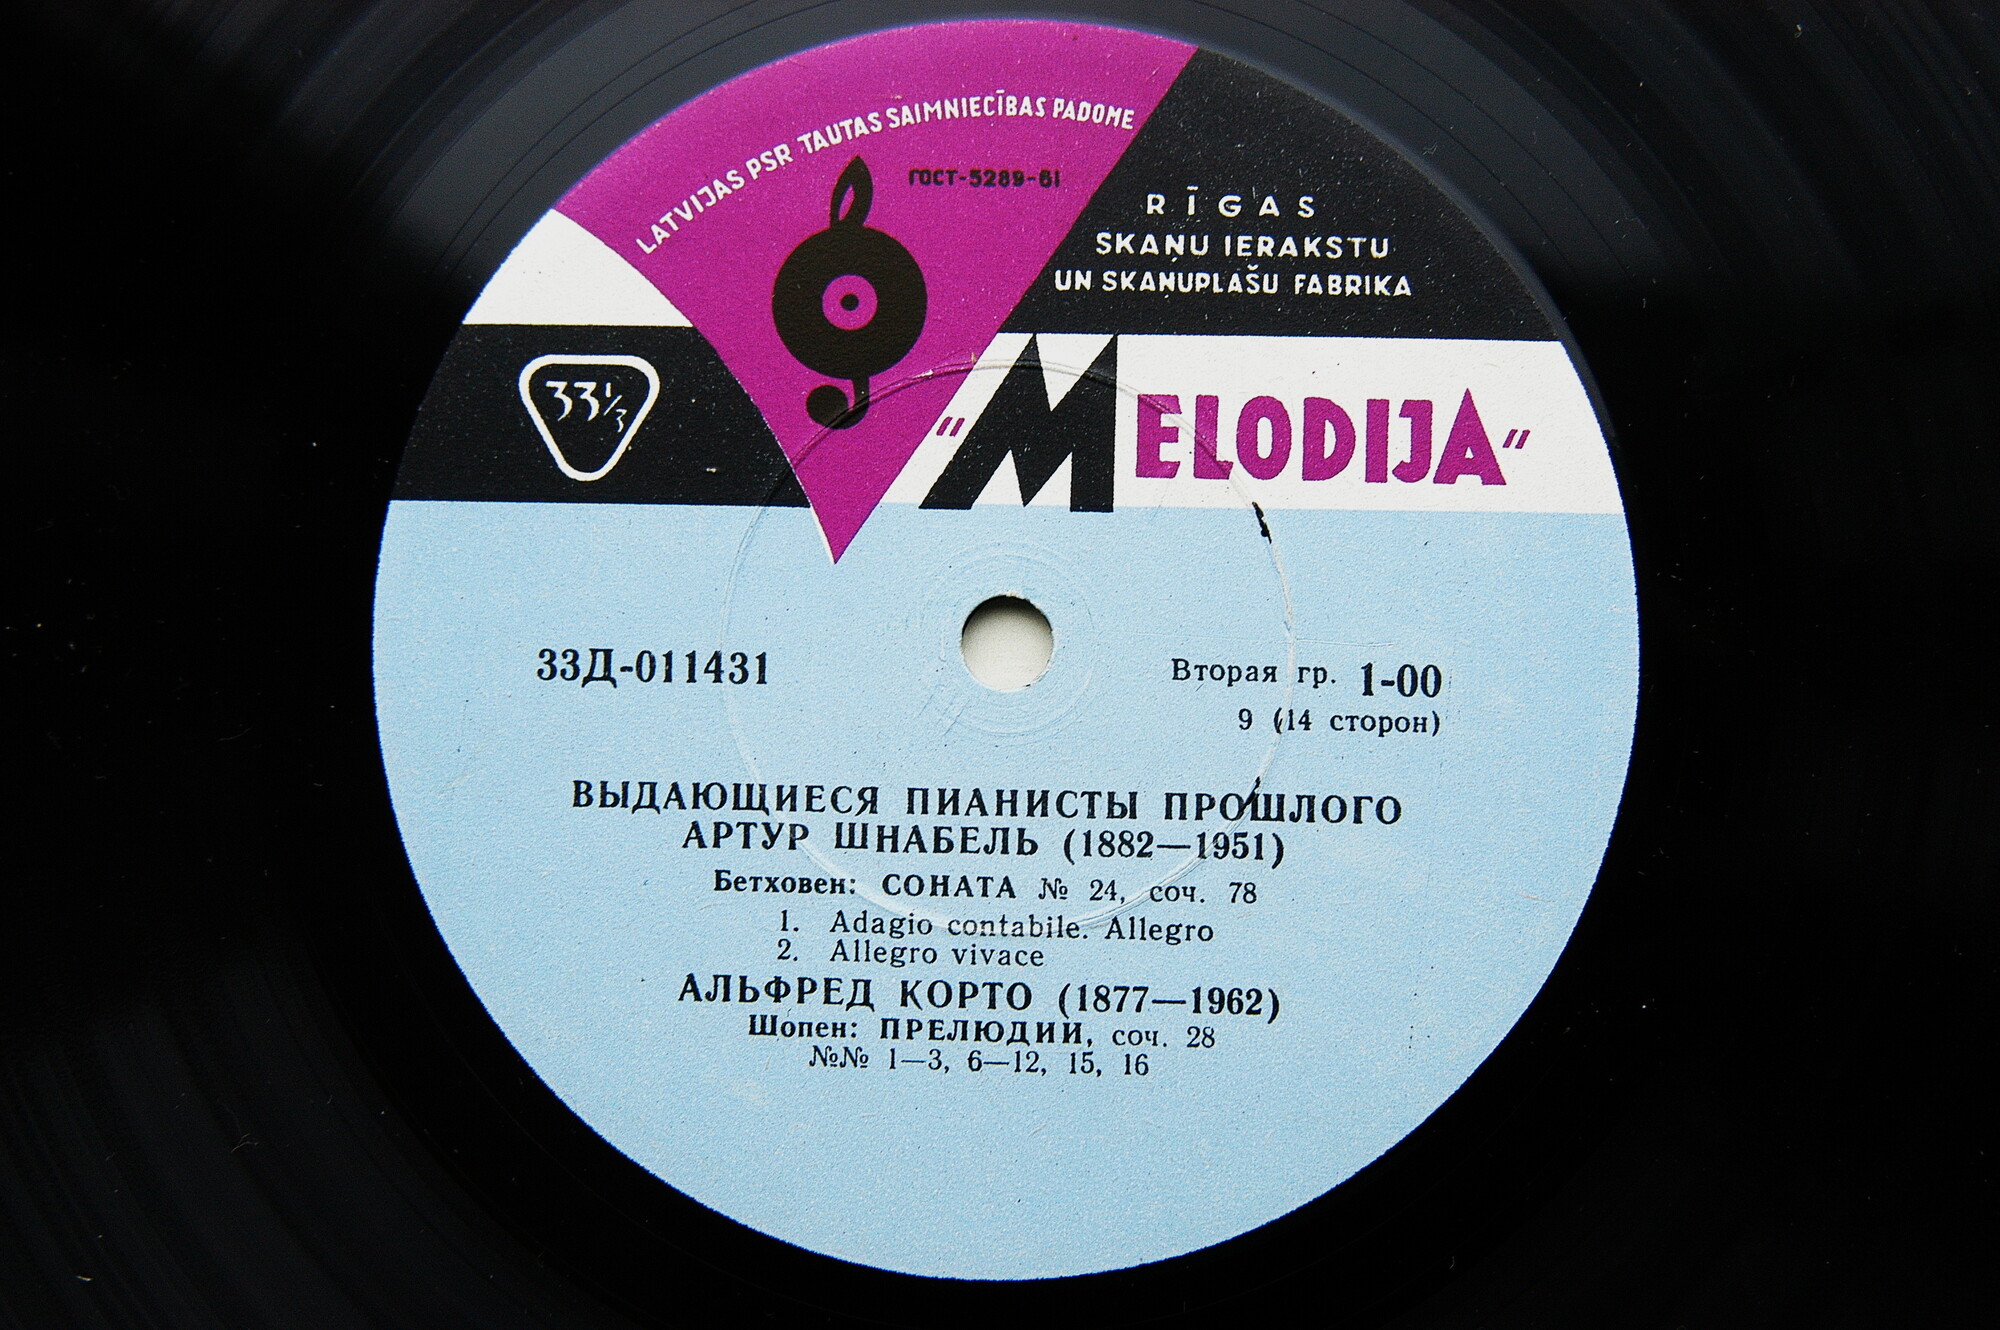 LATVIJAS PSR TAUTAS SAIMNIECĪBAS PADOME
ГОСТ-5289-61
RĪGAS
SKAŅU IERAKSTU
UN SKAŅUPLAŠU FABRIKA
33⅓
"MELODIJA"
33Д-011431
Вторая гр. 1-00
9 (14 сторон)
ВЫДАЮЩИЕСЯ ПИАНИСТЫ ПРОШЛОГО
АРТУР ШНАБЕЛЬ (1882—1951)
Бетховен: СОНАТА № 24, соч. 78
1. Adagio contabile. Allegro
2. Allegro vivace
АЛЬФРЕД КОРТО (1877—1962)
Шопен: ПРЕЛЮДИИ, соч. 28
№№ 1—3, 6—12, 15, 16